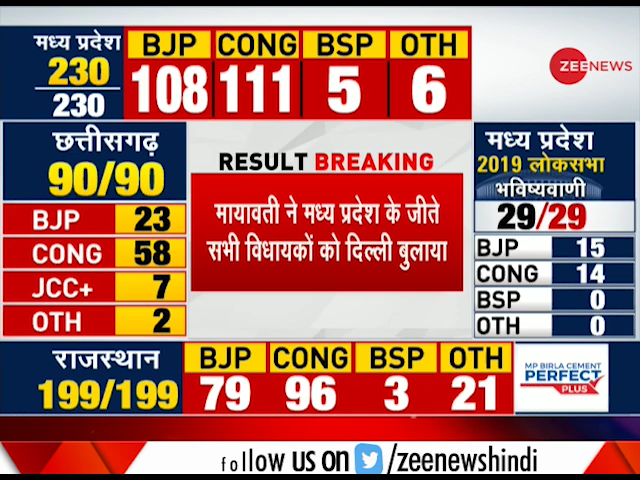 मध्य प्रदेश
230
230
BJP CONG BSP OTH
108 111 5 6
ZEE NEWS
छत्तीसगढ़
90/90
BJP 23
CONG 58
JCC+ 7
OTH 2
RESULT BREAKING
मायावती ने मध्य प्रदेश के जीते
सभी विधायकों को दिल्ली बुलाया
मध्य प्रदेश
2019 लोकसभा
भविष्यवाणी
29/29
BJP 15
CONG 14
BSP 0
OTH 0
राजस्थान
199/199
BJP CONG BSP OTH
79 96 3 21
MP BIRLA CEMENT
PERFECT
PLUS
follow us on /zeenewshindi